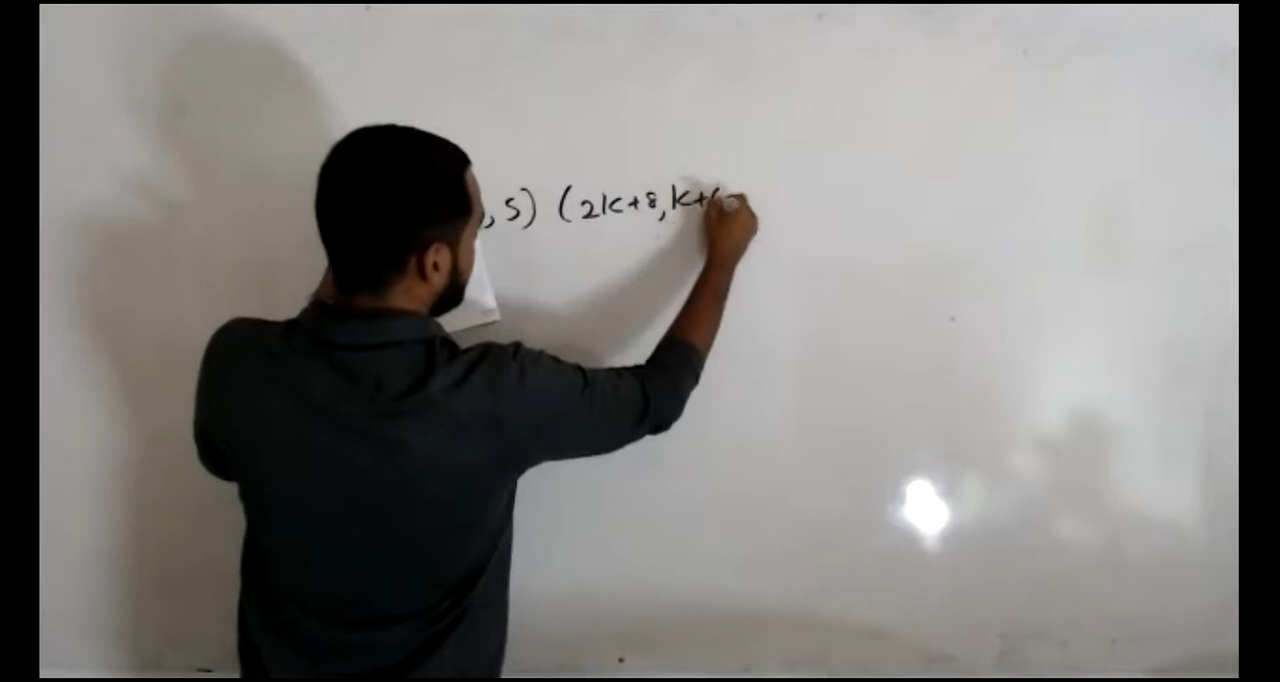 , 5) (2k+8, k+